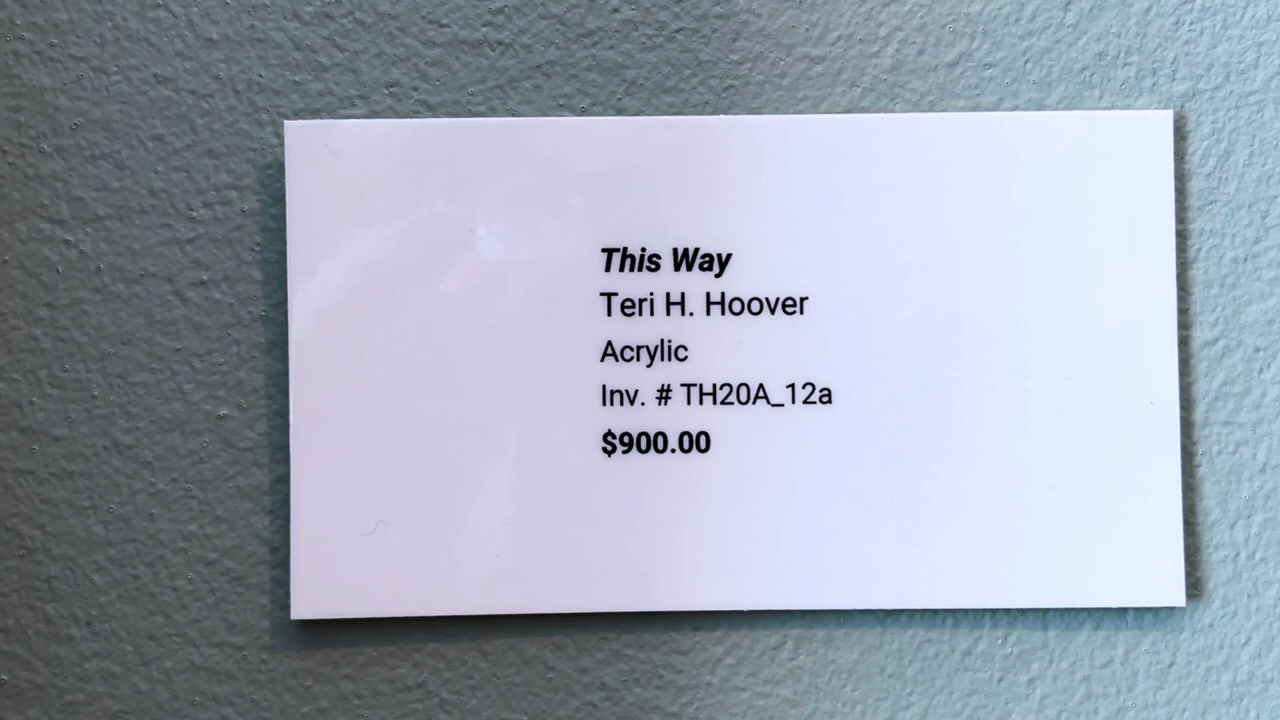 This Way
Teri H. Hoover
Acrylic
Inv. # TH20A_12a
$900.00